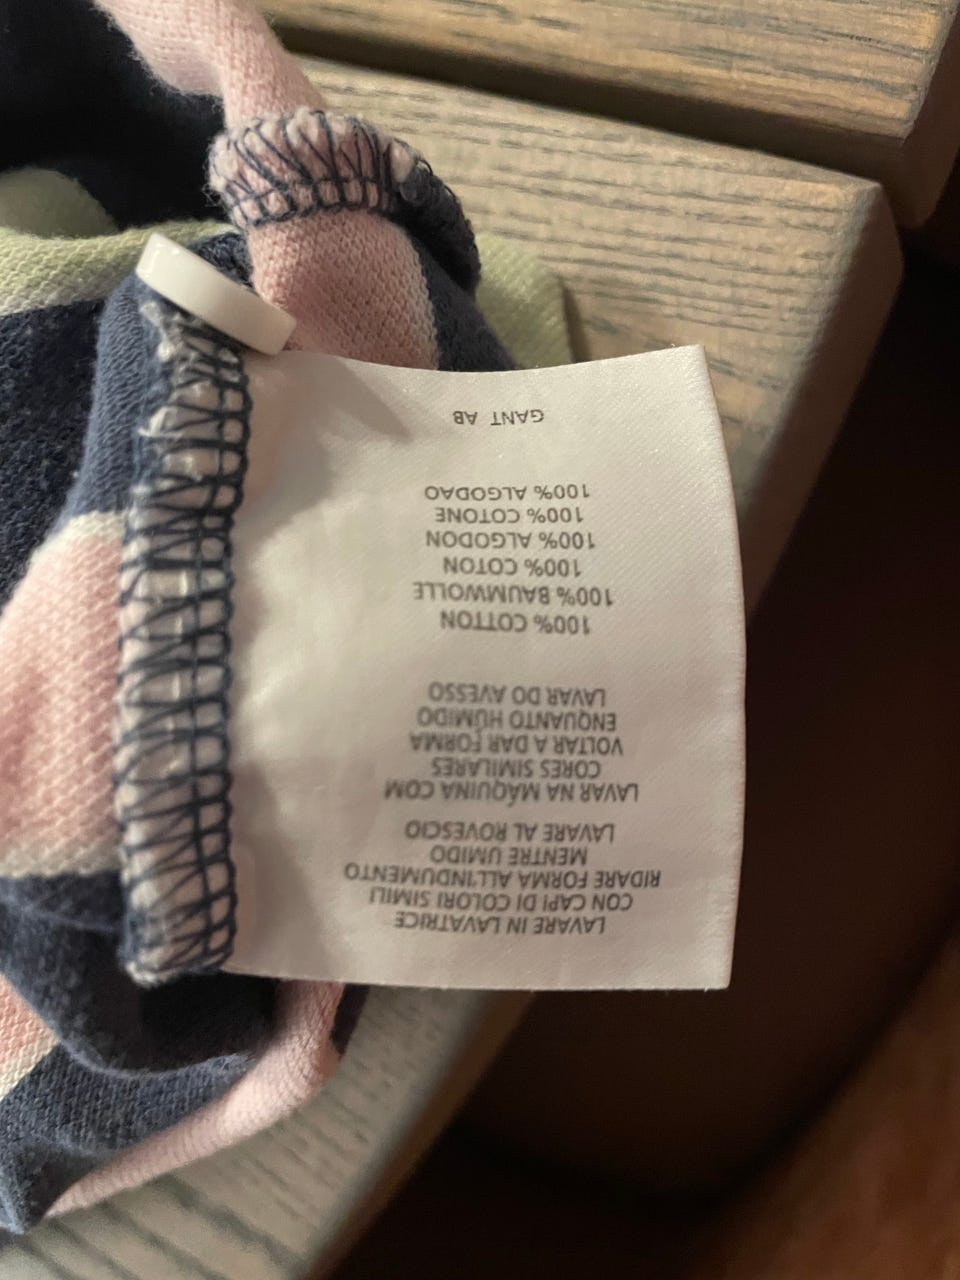 LAVARE IN LAVATRICE
CON CAPI DI COLORI SIMILI
RIDARE FORMA ALL'INDUMENTO
MENTRE UMIDO
LAVARE AL ROVESCIO
LAVAR NA MÁQUINA COM
CORES SIMILARES
VOLTAR A DAR FORMA
ENQUANTO HÚMIDO
LAVAR DO AVESSO
100% COTTON
100% BAUMWOLLE
100% COTON
100% ALGODON
100% COTONE
100% ALGODAO
GANT AB